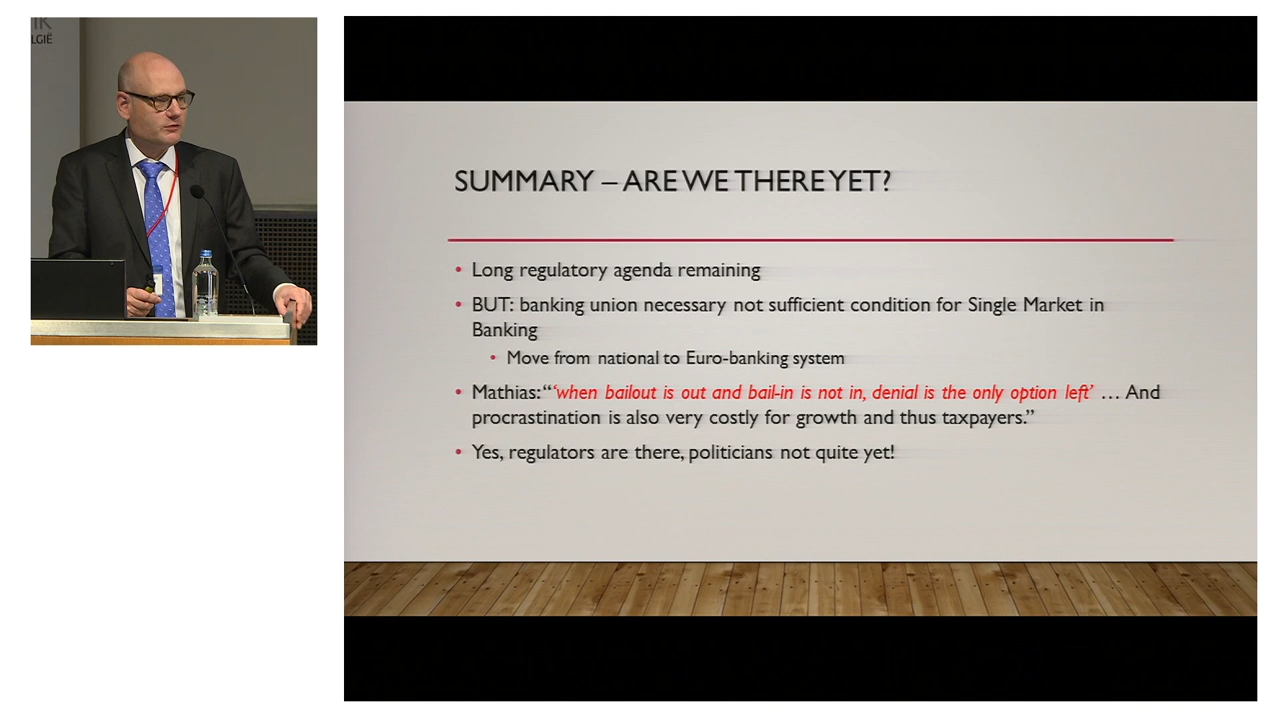 IK
LGIË
SUMMARY – ARE WE THERE YET?
• Long regulatory agenda remaining
• BUT: banking union necessary not sufficient condition for Single Market in
Banking
• Move from national to Euro-banking system
• Mathias: “‘when bailout is out and bail-in is not in, denial is the only option left’ … And
procrastination is also very costly for growth and thus taxpayers.”
• Yes, regulators are there, politicians not quite yet!